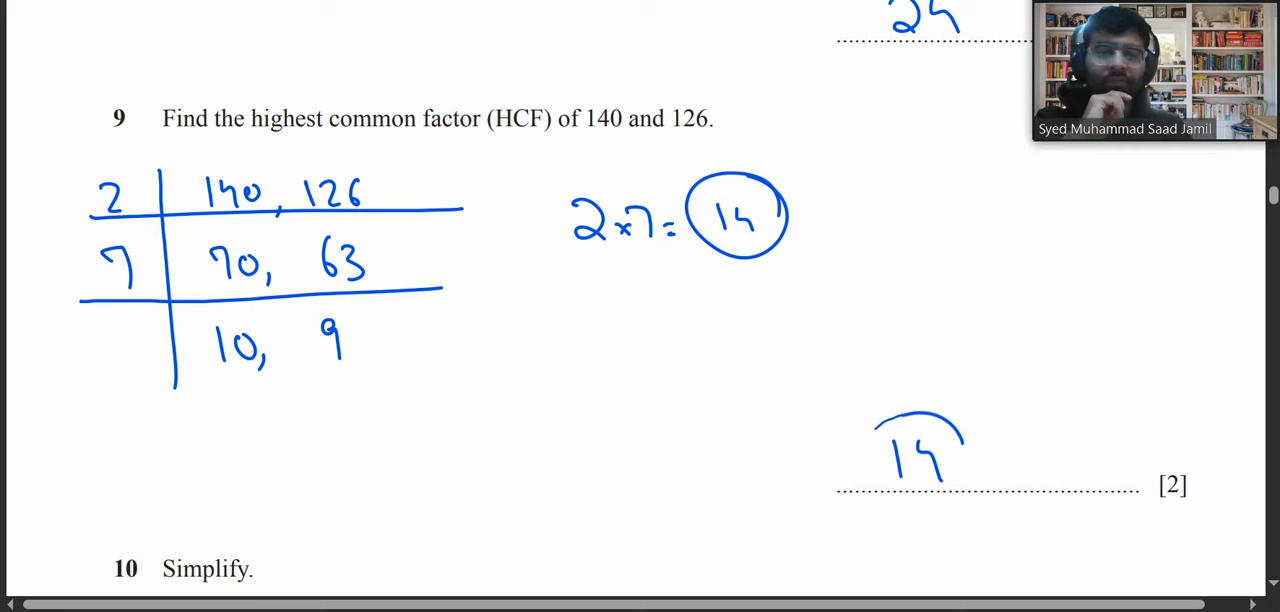 24
Syed Muhammad Saad Jamil
9 Find the highest common factor (HCF) of 140 and 126.
2 | 140, 126
7 | 70, 63
10, 9
2×7= 14
14
[2]
10 Simplify.